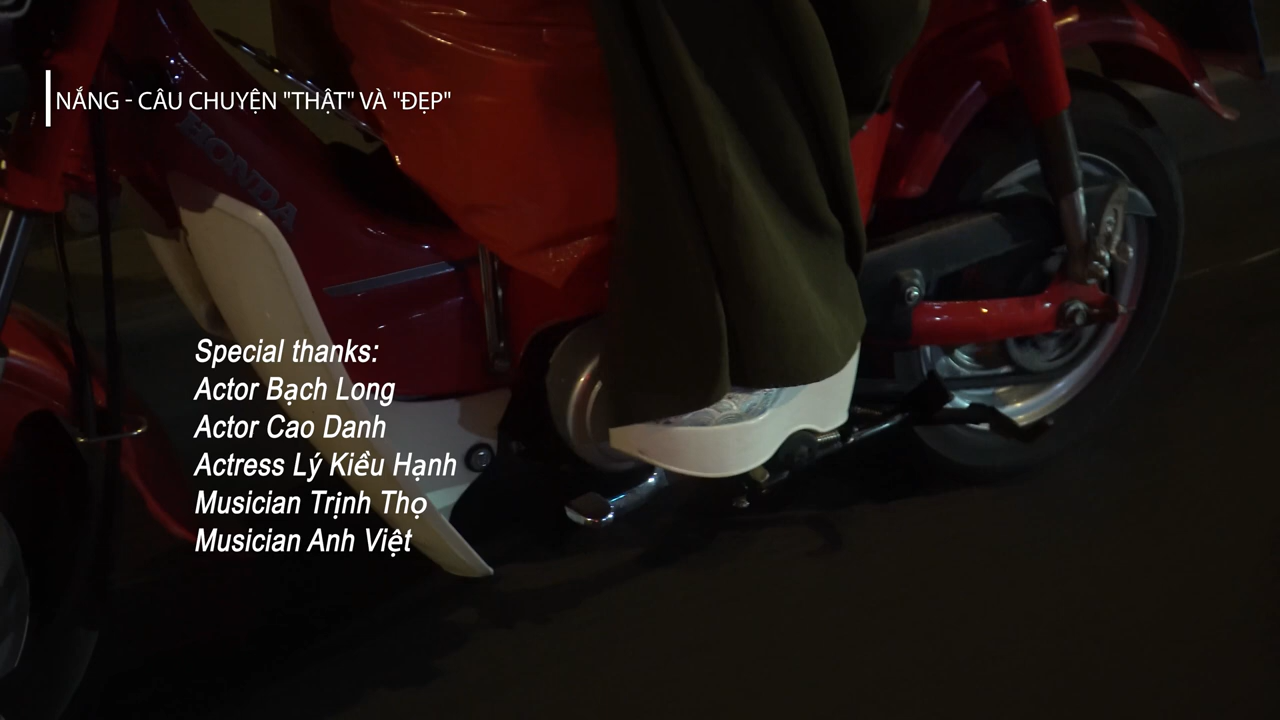 NẮNG - CÂU CHUYỆN "THẬT" VÀ "ĐẸP"
HONDA
Special thanks:
Actor Bạch Long
Actor Cao Danh
Actress Lý Kiều Hạnh
Musician Trịnh Thọ
Musician Anh Việt